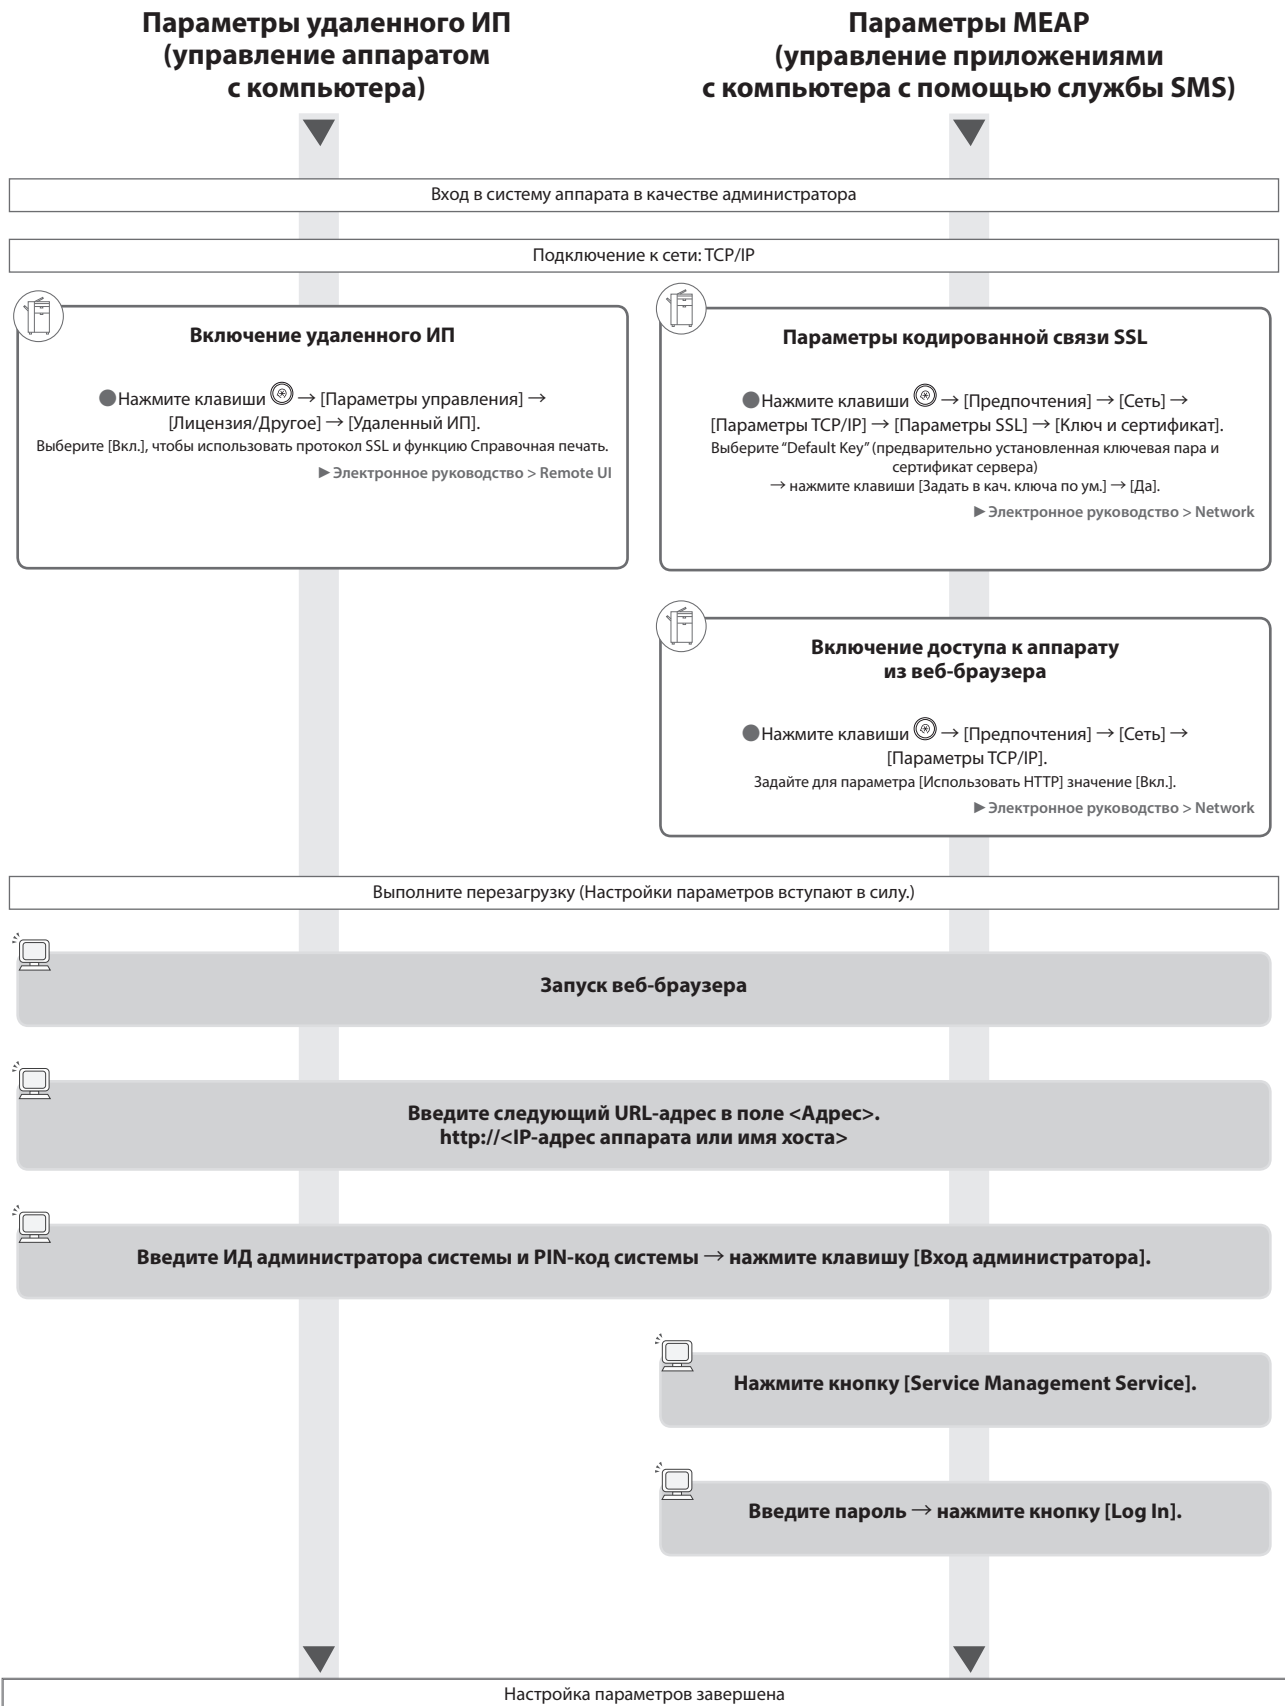 Параметры удаленного ИП
(управление аппаратом
с компьютера)
Параметры MEAP
(управление приложениями
с компьютера с помощью службы SMS)
Вход в систему аппарата в качестве администратора
Подключение к сети: TCP/IP
Включение удаленного ИП
●Нажмите клавиши → [Параметры управления] →
[Лицензия/Другое] → [Удаленный ИП].
Выберите [Вкл.], чтобы использовать протокол SSL и функцию Справочная печать.
►Электронное руководство > Remote UI
Параметры кодированной связи SSL
●Нажмите клавиши → [Предпочтения] → [Сеть] →
[Параметры TCP/IP] → [Параметры SSL] → [Ключ и сертификат].
Выберите “Default Key” (предварительно установленная ключевая пара и
сертификат сервера)
→ нажмите клавиши [Задать в кач. ключа по ум.] → [Да].
►Электронное руководство > Network
Включение доступа к аппарату
из веб-браузера
●Нажмите клавиши → [Предпочтения] → [Сеть] →
[Параметры TCP/IP].
Задайте для параметра [Использовать HTTP] значение [Вкл.].
►Электронное руководство > Network
Выполните перезагрузку (Настройки параметров вступают в силу.)
Запуск веб-браузера
Введите следующий URL-адрес в поле <Адрес>.
http://<IP-адрес аппарата или имя хоста>
Введите ИД администратора системы и PIN-код системы → нажмите клавишу [Вход администратора].
Нажмите кнопку [Service Management Service].
Введите пароль → нажмите кнопку [Log In].
Настройка параметров завершена